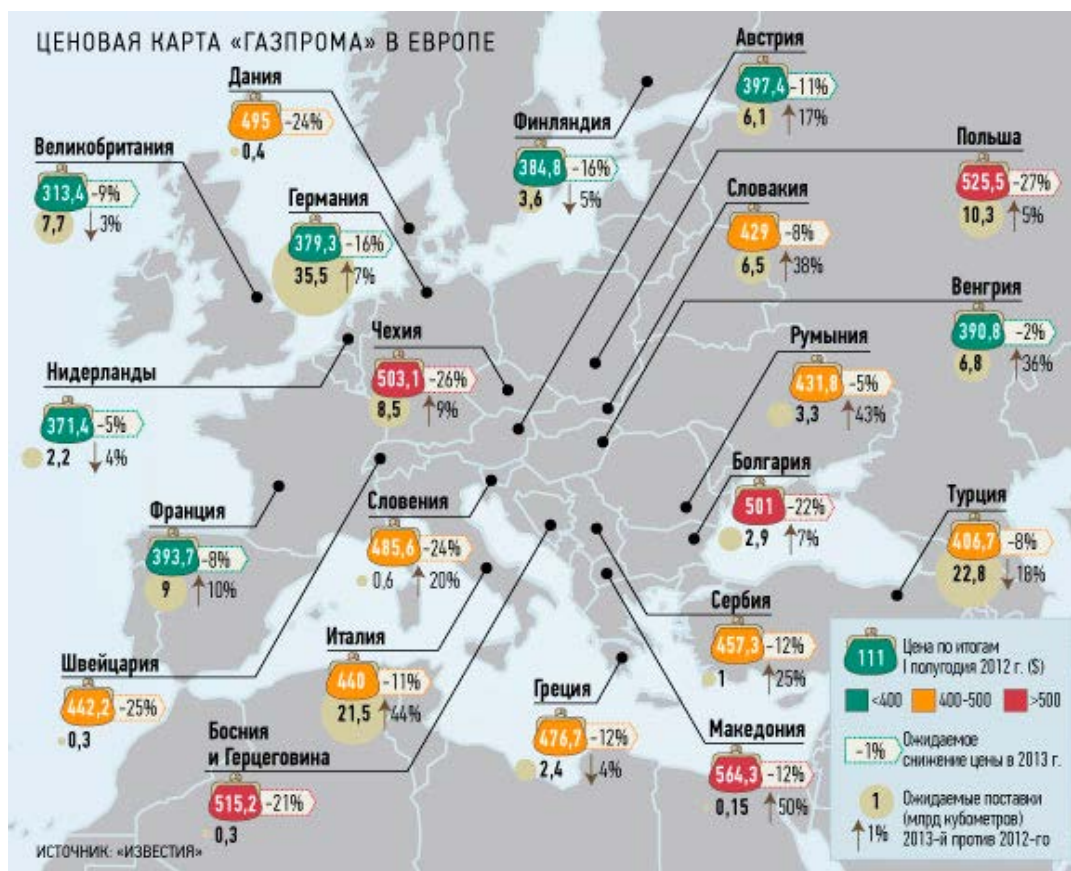 ЦЕНОВАЯ КАРТА «ГАЗПРОМА» В ЕВРОПЕ
Австрия
397,4 -11%
6,1 17%
Дания
495 -24%
0,4
Финляндия
384,8 -16%
3,6 5%
Польша
525,5 -27%
10,3 5%
Великобритания
313,4 -9%
7,7 3%
Германия
379,3 -16%
35,5 7%
Словакия
429 -8%
6,5 38%
Венгрия
390,8 -2%
6,8 36%
Чехия
503,1 -26%
8,5 9%
Румыния
431,8 -5%
3,3 43%
Нидерланды
371,4 -5%
2,2 4%
Болгария
501 -22%
2,9 7%
Турция
406,7 -8%
22,8 18%
Франция
393,7 -8%
9 10%
Словения
485,6 -24%
0,6 20%
Сербия
457,3 -12%
1 25%
Италия
440 -11%
21,5 44%
Швейцария
442,2 -25%
0,3
Греция
476,7 -12%
2,4 4%
Македония
564,3 -12%
0,15 50%
Босния
и Герцеговина
515,2 -21%
0,3
111 Цена по итогам
I полугодия 2012 г. ($)
<400 400-500 >500
-1% Ожидаемое
снижение цены в 2013 г.
1 Ожидаемые поставки
(млрд кубометров)
1% 2013-й против 2012-го
ИСТОЧНИК: «ИЗВЕСТИЯ»